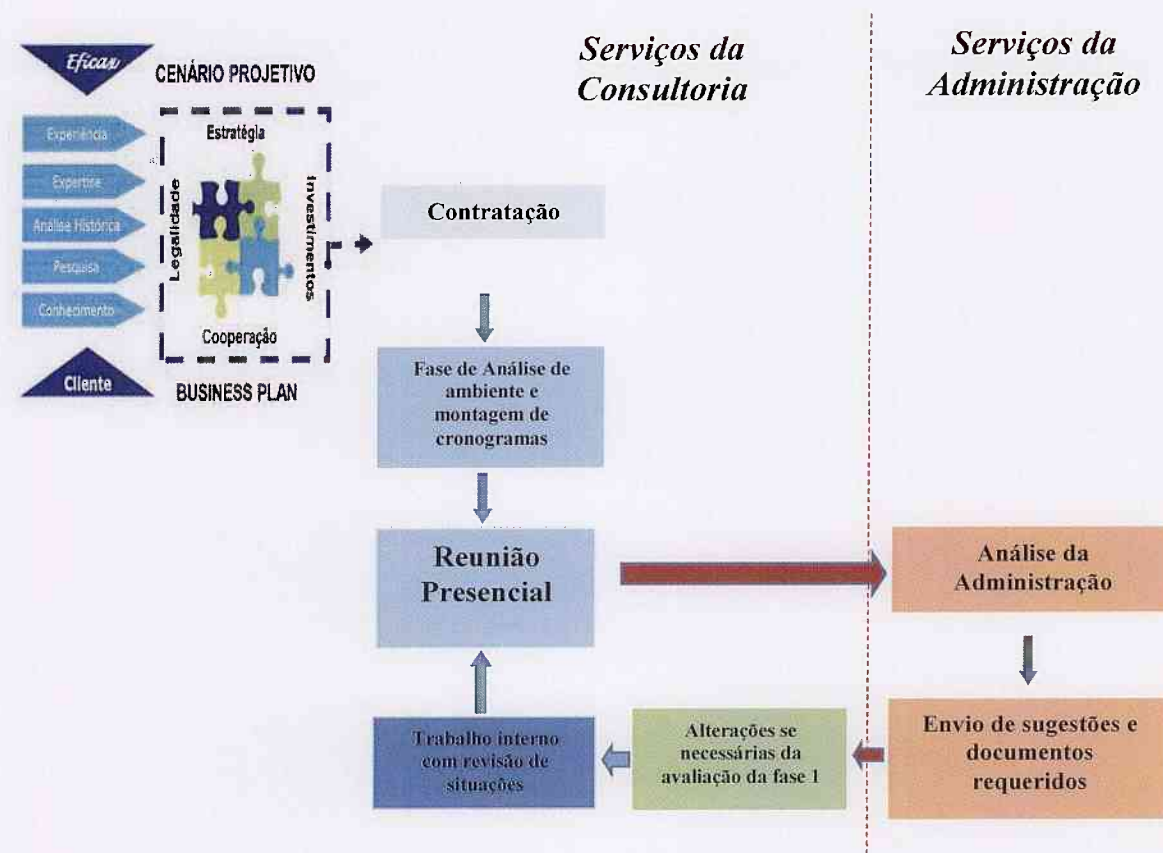 Eficax
CENÁRIO PROJETIVO
Experiência
Expertise
Análise Histórica
Pesquisa
Conhecimento
Cliente
Estratégia
Legalidade
Investimentos
Cooperação
BUSINESS PLAN
Serviços da
Consultoria
Serviços da
Administração
Contratação
Fase de Análise de
ambiente e
montagem de
cronogramas
Reunião
Presencial
Análise da
Administração
Trabalho interno
com revisão de
situações
Alterações se
necessárias da
avaliação da fase 1
Envio de sugestões e
documentos
requeridos